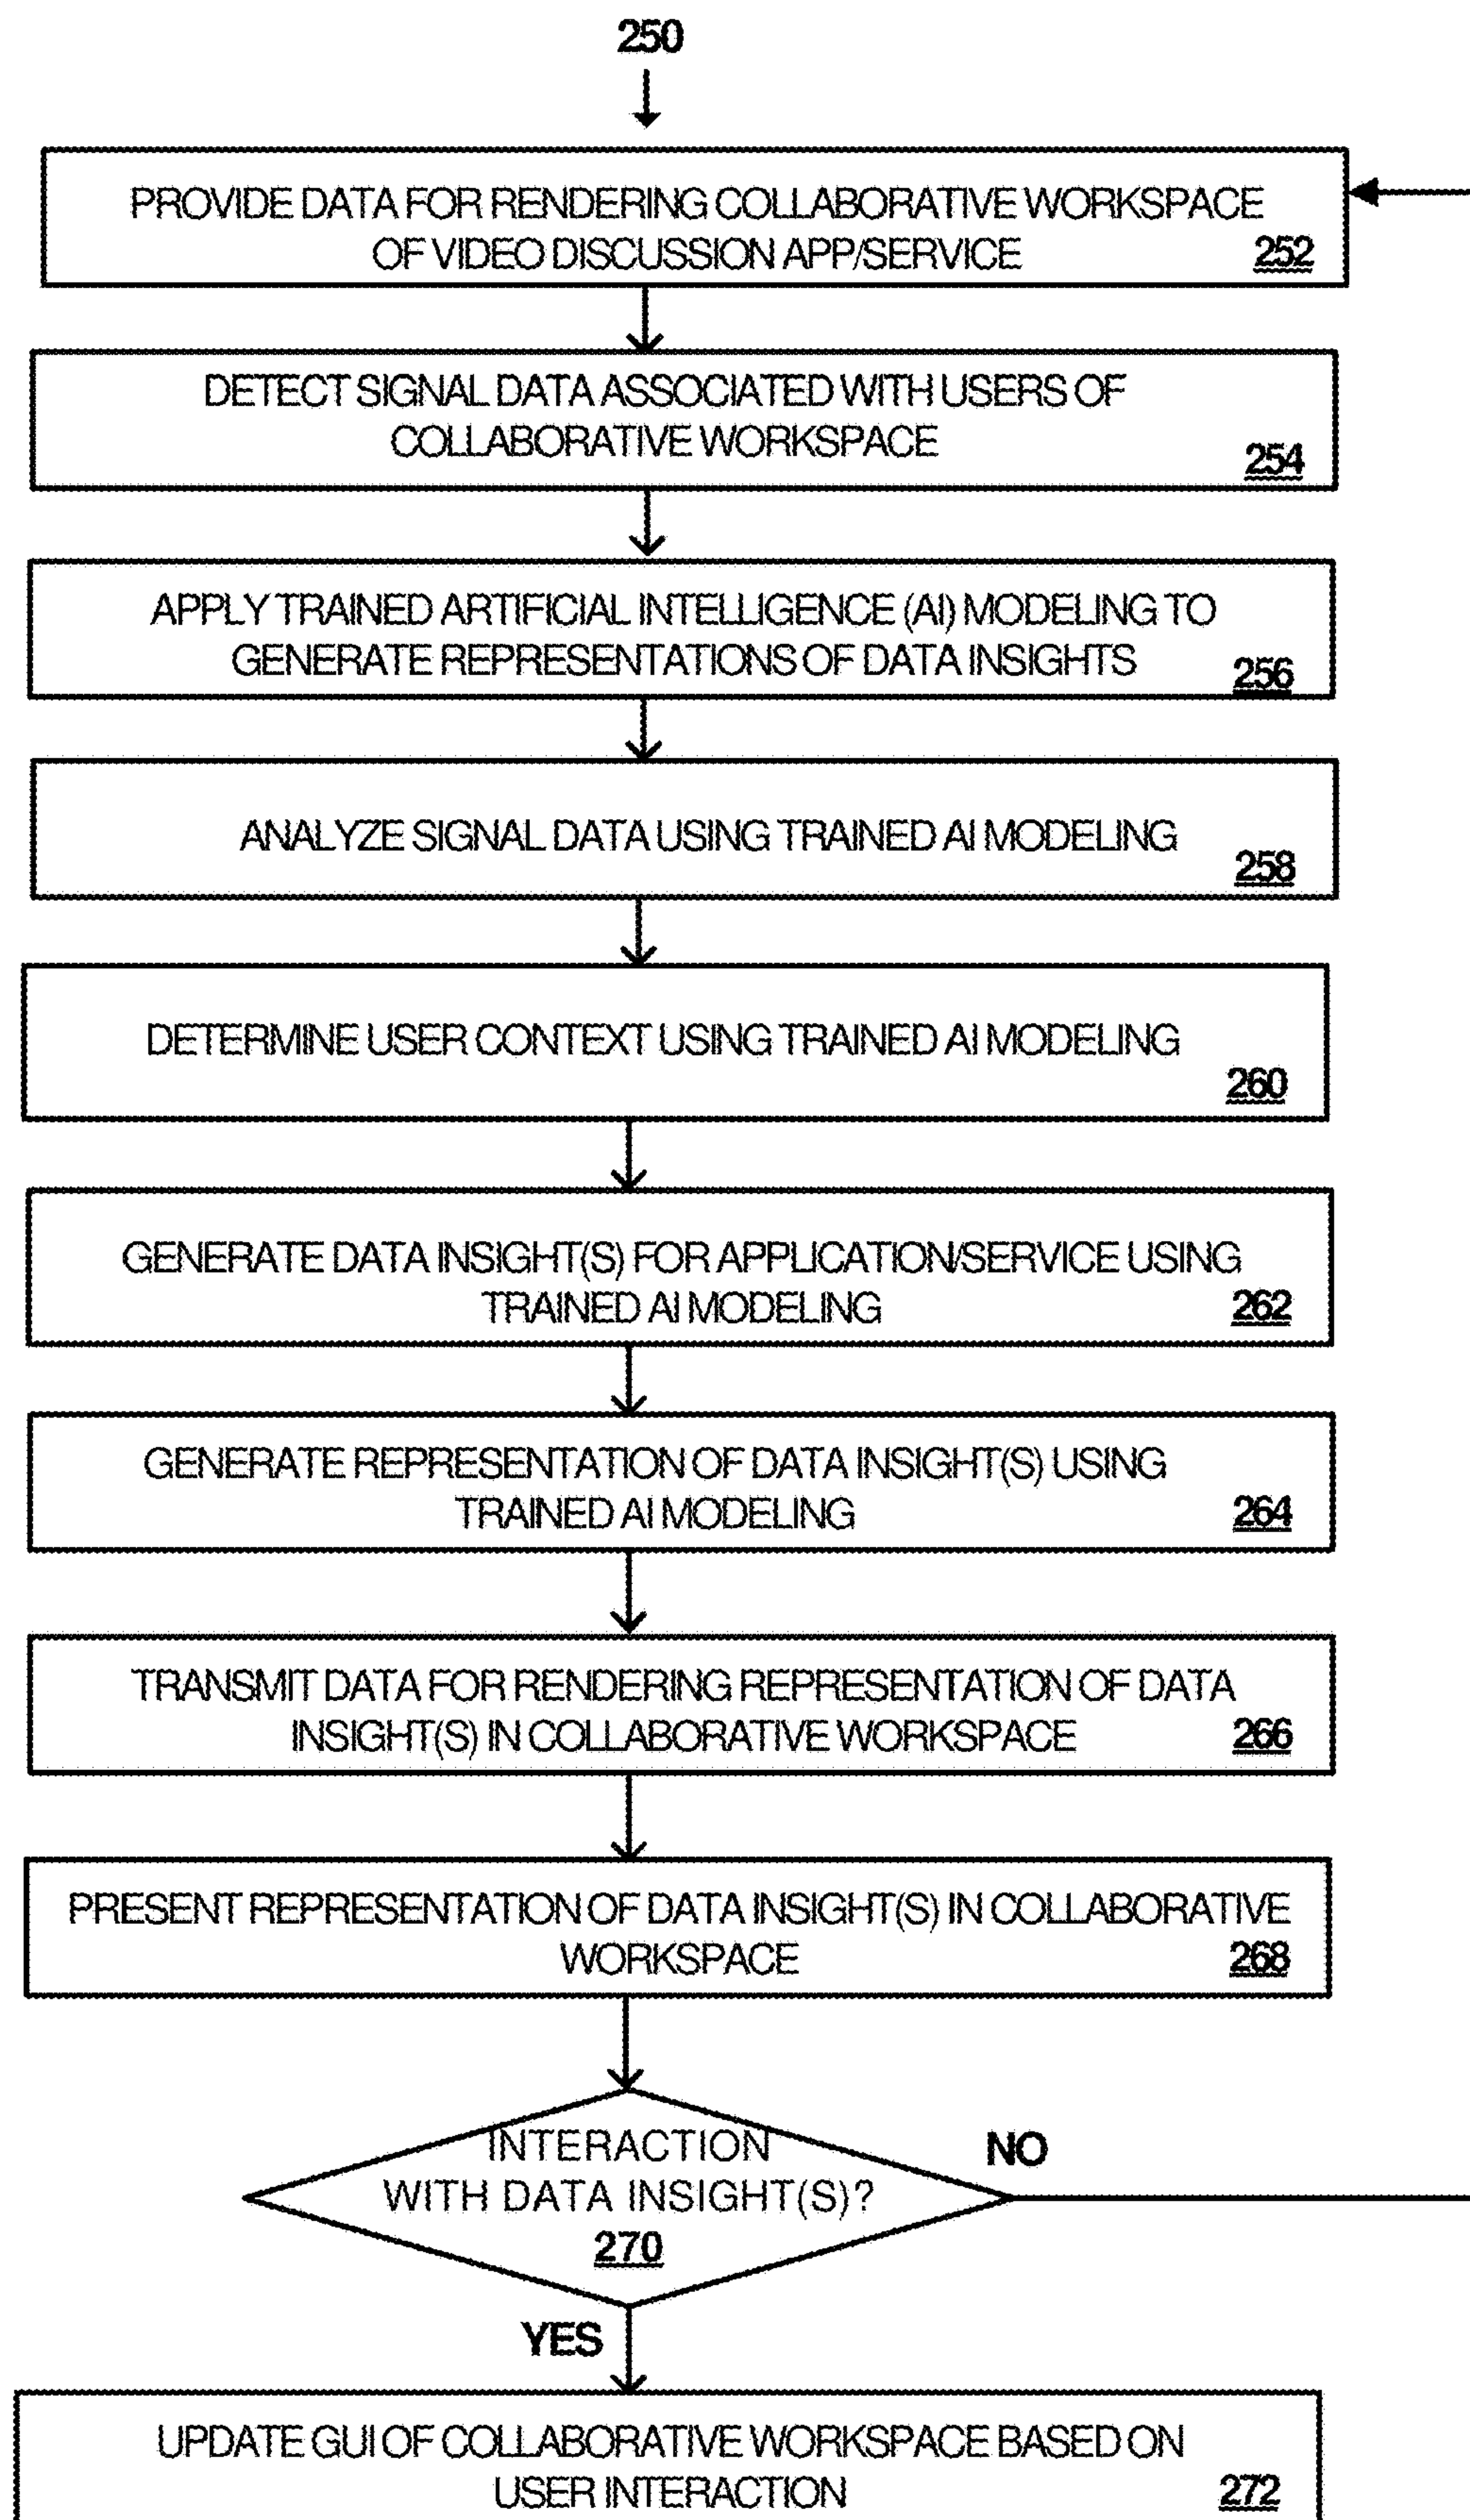 250
PROVIDE DATA FOR RENDERING COLLABORATIVE WORKSPACE
OF VIDEO DISCUSSION APP/SERVICE
252
DETECT SIGNAL DATA ASSOCIATED WITH USERS OF
COLLABORATIVE WORKSPACE
254
APPLY TRAINED ARTIFICIAL INTELLIGENCE (AI) MODELING TO
GENERATE REPRESENTATIONS OF DATA INSIGHTS
256
ANALYZE SIGNAL DATA USING TRAINED AI MODELING
258
DETERMINE USER CONTEXT USING TRAINED AI MODELING
260
GENERATE DATA INSIGHT(S) FOR APPLICATION/SERVICE USING
TRAINED AI MODELING
262
GENERATE REPRESENTATION OF DATA INSIGHT(S) USING
TRAINED AI MODELING
264
TRANSMIT DATA FOR RENDERING REPRESENTATION OF DATA
INSIGHT(S) IN COLLABORATIVE WORKSPACE
266
PRESENT REPRESENTATION OF DATA INSIGHT(S) IN COLLABORATIVE
WORKSPACE
268
INTERACTION
WITH DATA INSIGHT(S)?
270
NO
YES
UPDATE GUI OF COLLABORATIVE WORKSPACE BASED ON
USER INTERACTION
272